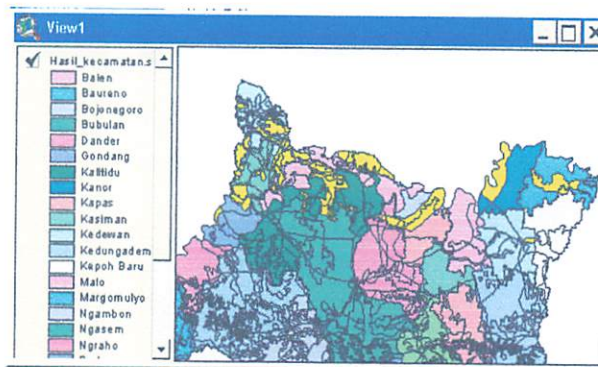 View1
Hasil_kecamatan.s
Balen
Baureno
Bojonegoro
Bubulan
Dander
Gondang
Kalitidu
Kanor
Kapas
Kasiman
Kedewan
Kedungadem
Kepoh Baru
Malo
Margomulyo
Ngambon
Ngasem
Ngraho